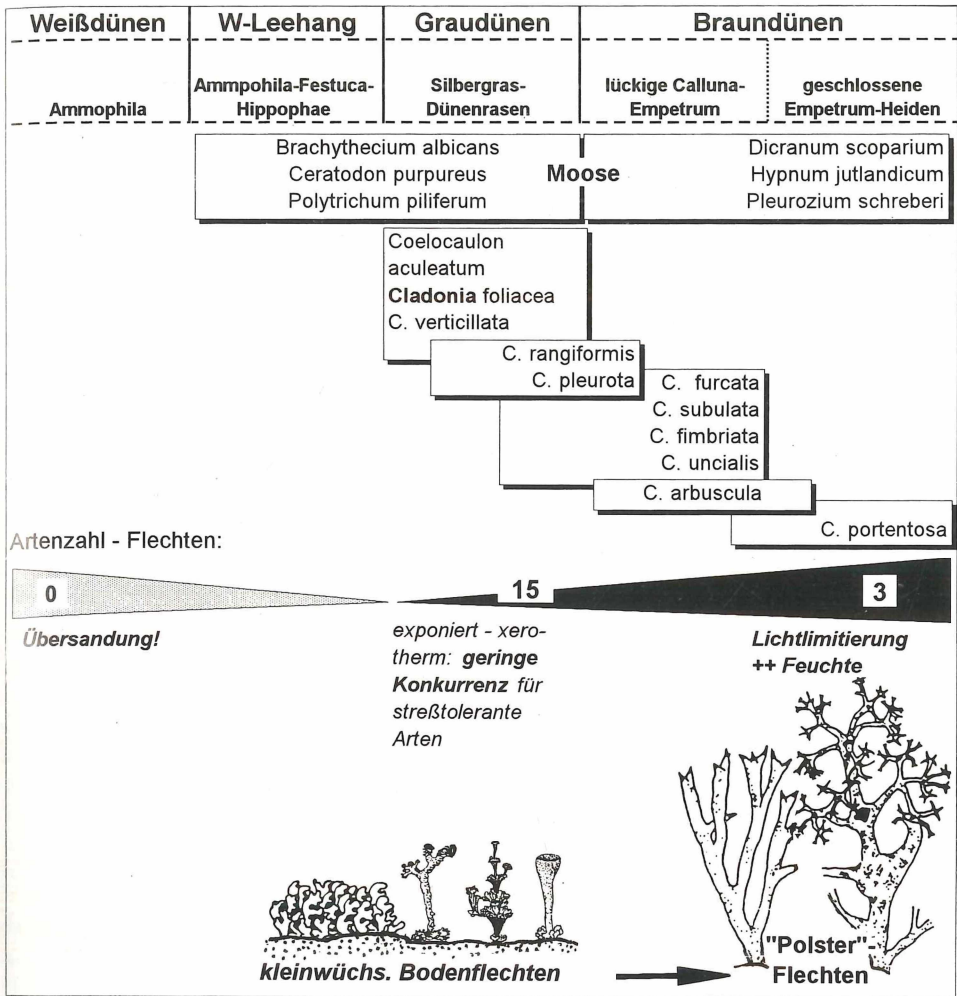 Weißdünen W-Leehang Graudünen Braundünen
Ammpohila-Festuca- Silbergras- lückige Calluna- geschlossene
Ammophila Hippophae Dünenrasen Empetrum Empetrum-Heiden
Brachythecium albicans
Ceratodon purpureus
Polytrichum piliferum
Moose
Dicranum scoparium
Hypnum jutlandicum
Pleurozium schreberi
Coelocaulon
aculeatum
Cladonia foliacea
C. verticillata
C. rangiformis
C. pleurota
C. furcata
C. subulata
C. fimbriata
C. uncialis
C. arbuscula
C. portentosa
Artenzahl - Flechten:
0 15 3
Übersandung!
exponiert - xero-
therm: geringe
Konkurrenz für
streßtolerante
Arten
Lichtlimitierung
++ Feuchte
kleinwüchs. Bodenflechten
"Polster"-
Flechten